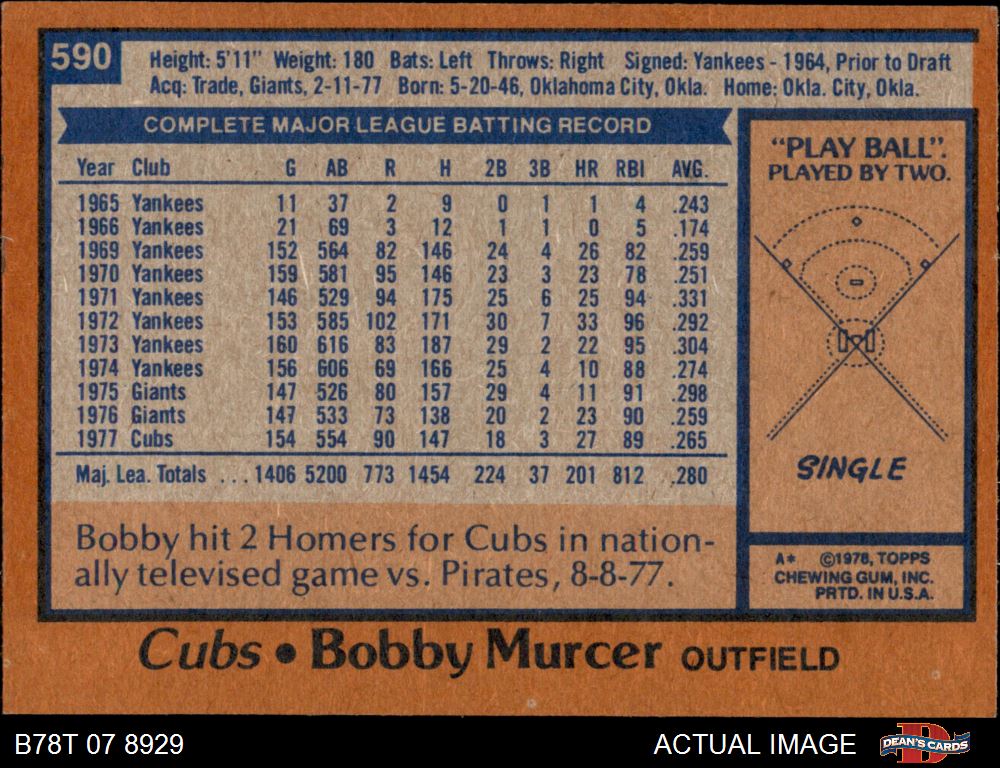 590
Height: 5'11" Weight: 180 Bats: Left Throws: Right Signed: Yankees - 1964, Prior to Draft
Acq: Trade, Giants, 2-11-77 Born: 5-20-46, Oklahoma City, Okla. Home: Okla. City, Okla.
COMPLETE MAJOR LEAGUE BATTING RECORD
Year Club G AB R H 2B 3B HR RBI AVG.
1965 Yankees 11 37 2 9 0 1 1 4 .243
1966 Yankees 21 69 3 12 1 1 0 5 .174
1969 Yankees 152 564 82 146 24 4 26 82 .259
1970 Yankees 159 581 95 146 23 3 23 78 .251
1971 Yankees 146 529 94 175 25 6 25 94 .331
1972 Yankees 153 585 102 171 30 7 33 96 .292
1973 Yankees 160 616 83 187 29 2 22 95 .304
1974 Yankees 156 606 69 166 25 4 10 88 .274
1975 Giants 147 526 80 157 29 4 11 91 .298
1976 Giants 147 533 73 138 20 2 23 90 .259
1977 Cubs 154 554 90 147 18 3 27 89 .265
Maj. Lea. Totals ... 1406 5200 773 1454 224 37 201 812 .280
Bobby hit 2 Homers for Cubs in nation-
ally televised game vs. Pirates, 8-8-77.
"PLAY BALL".
PLAYED BY TWO.
SINGLE
A* ©1978, TOPPS
CHEWING GUM, INC.
PRTD. IN U.S.A.
Cubs • Bobby Murcer OUTFIELD
B78T 07 8929
ACTUAL IMAGE
DEAN'S CARDS